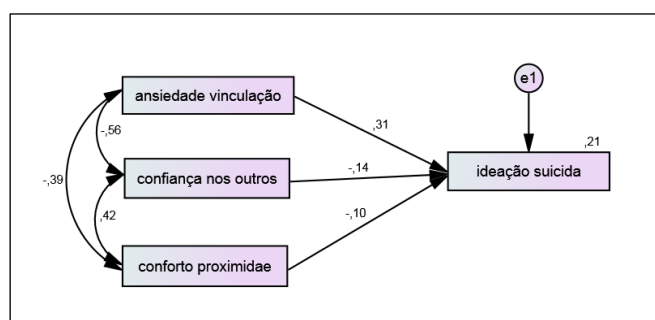 ansiedade vinculação
e1
,31
-,56
,21
-,39
confiança nos outros
-,14
ideação suicida
,42
-,10
conforto proximidae